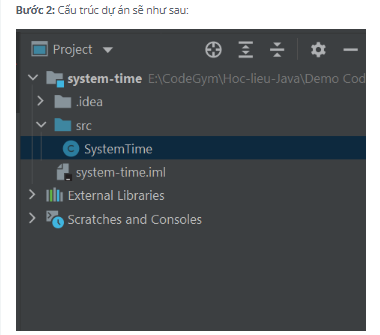 Bước 2: Cấu trúc dự án sẽ như sau:
Project
system-time E:\CodeGym\Hoc-lieu-Java\Demo Cod
.idea
src
C SystemTime
system-time.iml
External Libraries
Scratches and Consoles